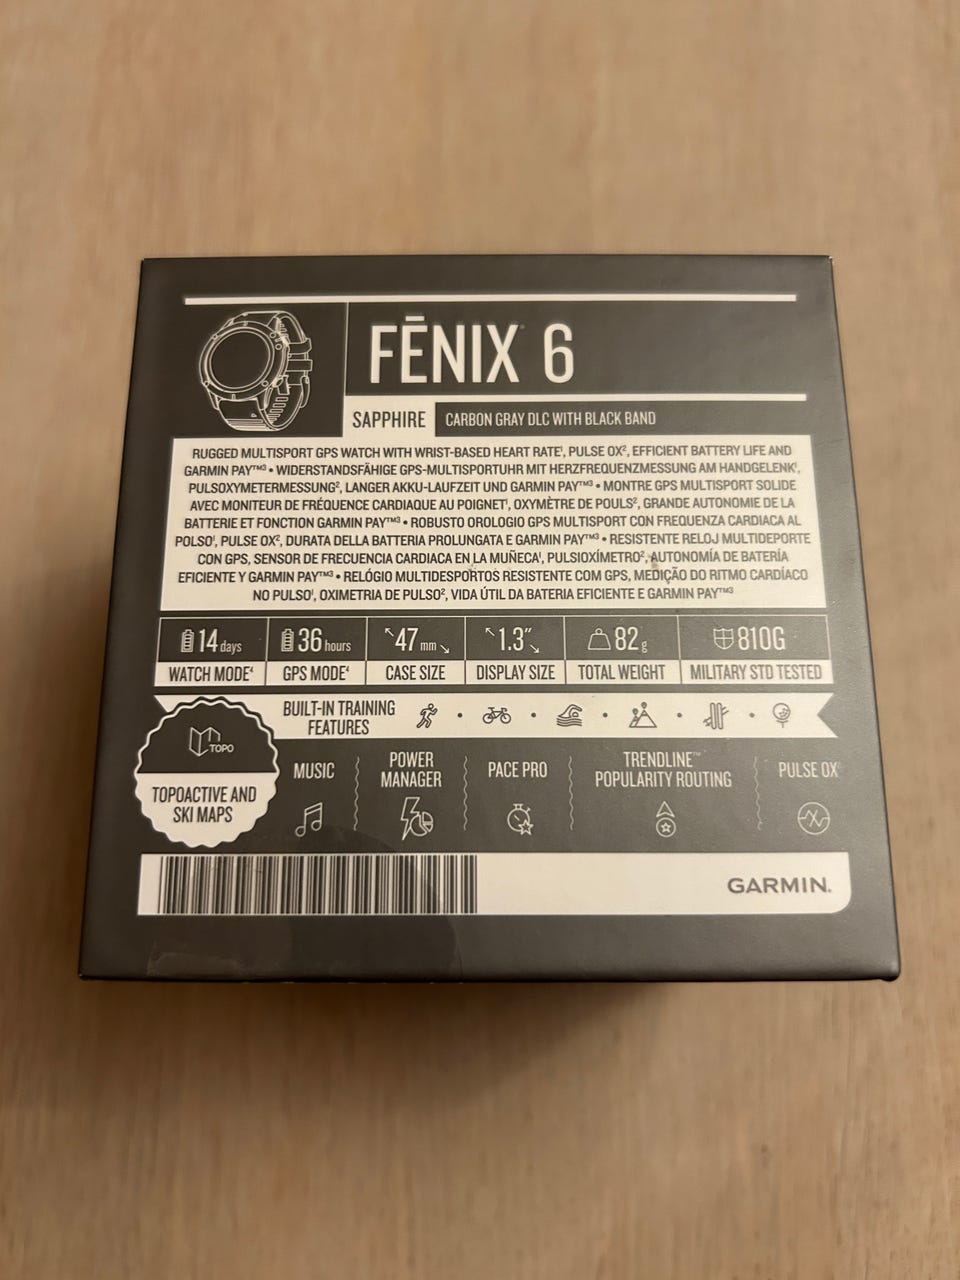 FĒNIX® 6
SAPPHIRE
CARBON GRAY DLC WITH BLACK BAND
RUGGED MULTISPORT GPS WATCH WITH WRIST-BASED HEART RATE¹, PULSE OX², EFFICIENT BATTERY LIFE AND
GARMIN PAY™³ • WIDERSTANDSFÄHIGE GPS-MULTISPORTUHR MIT HERZFREQUENZMESSUNG AM HANDGELENK¹,
PULSOXYMETERMESSUNG², LANGER AKKU-LAUFZEIT UND GARMIN PAY™³ • MONTRE GPS MULTISPORT SOLIDE
AVEC MONITEUR DE FRÉQUENCE CARDIAQUE AU POIGNET¹, OXYMÈTRE DE POULS², GRANDE AUTONOMIE DE LA
BATTERIE ET FONCTION GARMIN PAY™³ • ROBUSTO OROLOGIO GPS MULTISPORT CON FREQUENZA CARDIACA AL
POLSO¹, PULSE OX², DURATA DELLA BATTERIA PROLUNGATA E GARMIN PAY™³ • RESISTENTE RELOJ MULTIDEPORTE
CON GPS, SENSOR DE FRECUENCIA CARDIACA EN LA MUÑECA¹, PULSIOXÍMETRO², AUTONOMÍA DE BATERÍA
EFICIENTE Y GARMIN PAY™³ • RELÓGIO MULTIDESPORTOS RESISTENTE COM GPS, MEDIÇÃO DO RITMO CARDÍACO
NO PULSO¹, OXIMETRIA DE PULSO², VIDA ÚTIL DA BATERIA EFICIENTE E GARMIN PAY™³
14 days
WATCH MODE⁴
36 hours
GPS MODE⁴
47 mm
CASE SIZE
1.3″
DISPLAY SIZE
82 g
TOTAL WEIGHT
810G
MILITARY STD TESTED
BUILT-IN TRAINING
FEATURES
TOPO
TOPOACTIVE AND
SKI MAPS
MUSIC
POWER
MANAGER
PACE PRO
TRENDLINE™
POPULARITY ROUTING
PULSE OX²
GARMIN.